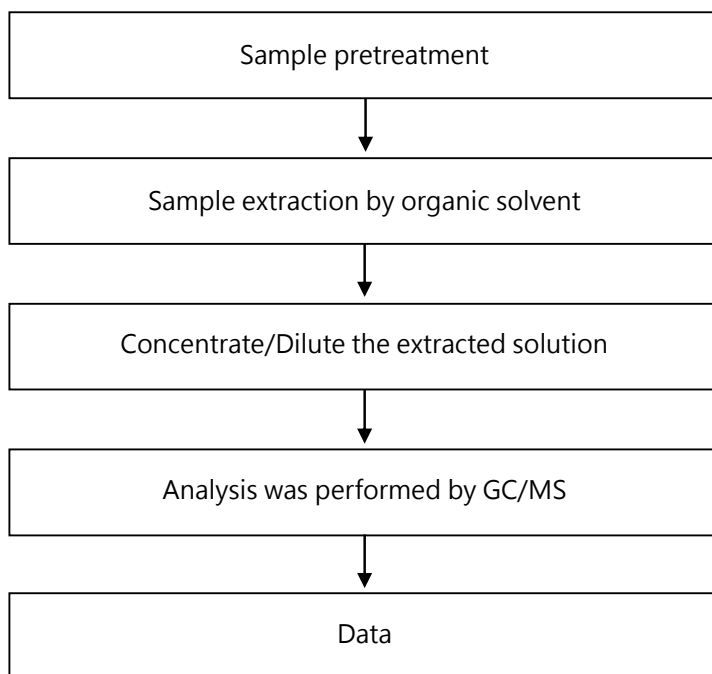 Sample pretreatment
Sample extraction by organic solvent
Concentrate/Dilute the extracted solution
Analysis was performed by GC/MS
Data